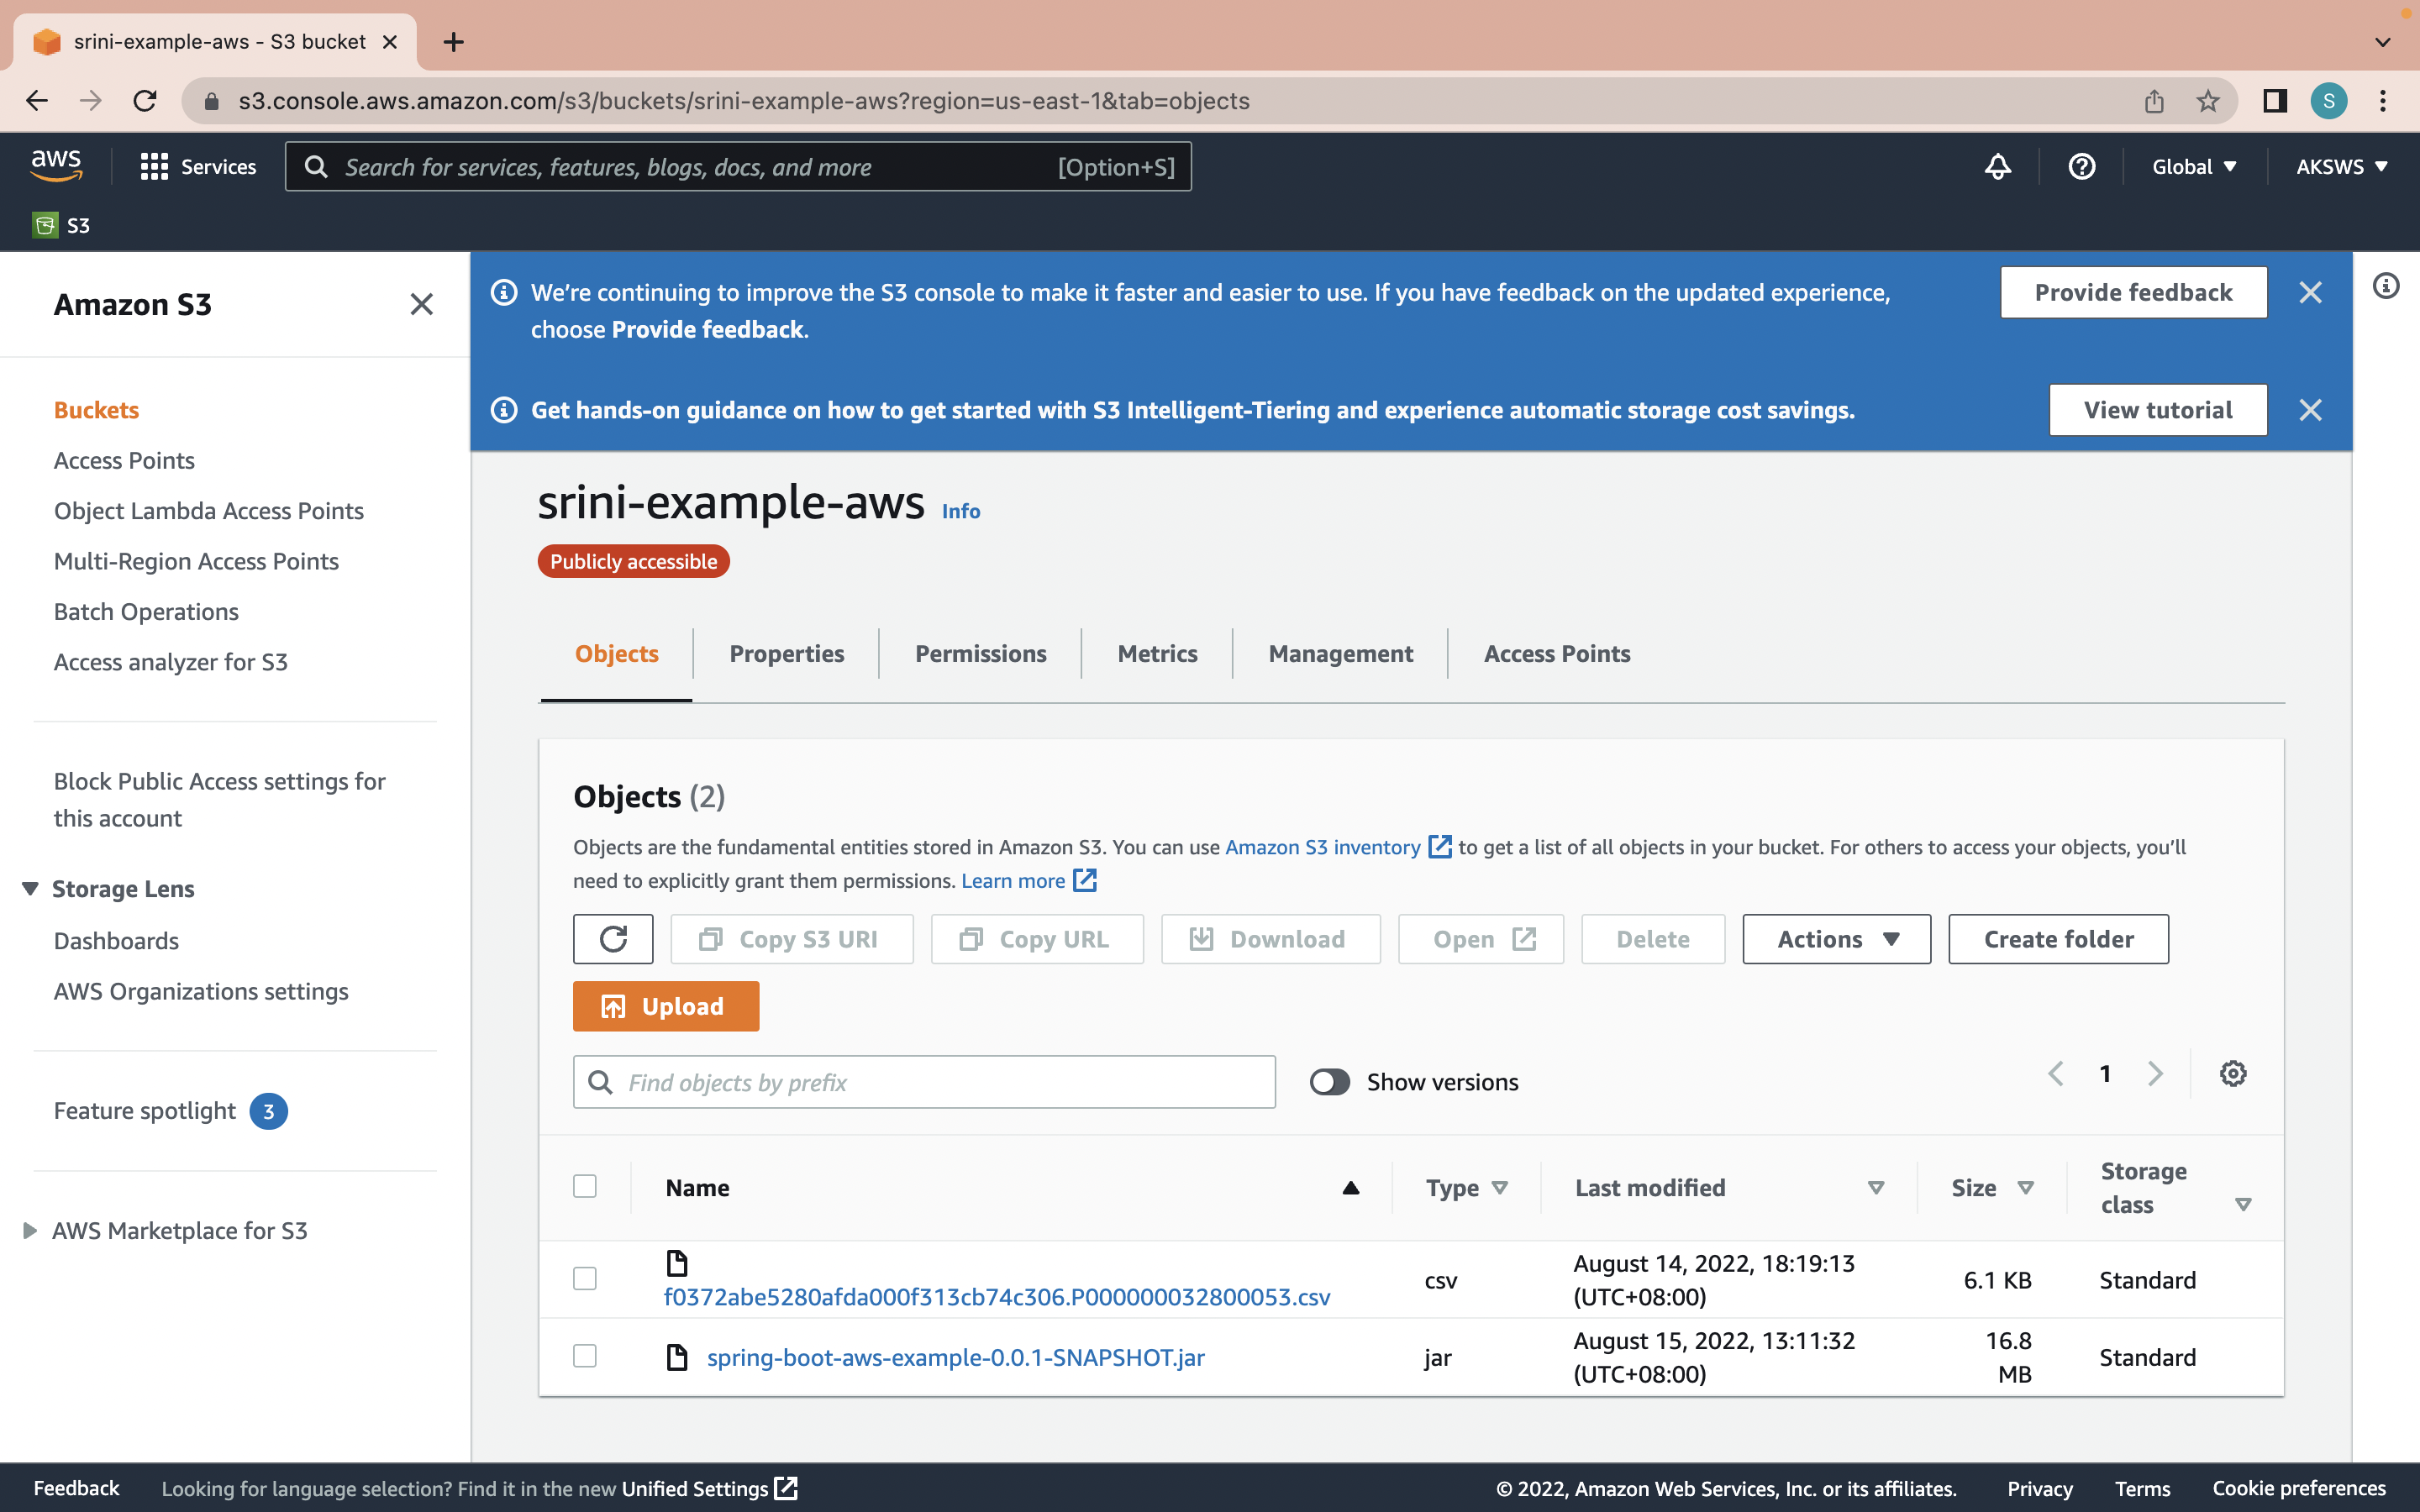 srini-example-aws - S3 bucket
s3.console.aws.amazon.com/s3/buckets/srini-example-aws?region=us-east-1&tab=objects
S
aws
Services
Search for services, features, blogs, docs, and more
[Option+S]
Global
AKSWS
S3
Amazon S3
Buckets
Access Points
Object Lambda Access Points
Multi-Region Access Points
Batch Operations
Access analyzer for S3
Block Public Access settings for
this account
Storage Lens
Dashboards
AWS Organizations settings
Feature spotlight 3
AWS Marketplace for S3
We're continuing to improve the S3 console to make it faster and easier to use. If you have feedback on the updated experience,
choose Provide feedback.
Provide feedback
Get hands-on guidance on how to get started with S3 Intelligent-Tiering and experience automatic storage cost savings.
View tutorial
srini-example-aws Info
Publicly accessible
Objects
Properties
Permissions
Metrics
Management
Access Points
Objects (2)
Objects are the fundamental entities stored in Amazon S3. You can use Amazon S3 inventory to get a list of all objects in your bucket. For others to access your objects, you'll
need to explicitly grant them permissions. Learn more
Copy S3 URI
Copy URL
Download
Open
Delete
Actions
Create folder
Upload
Find objects by prefix
Show versions
1
Name
Type
Last modified
Size
Storage
class
f0372abe5280afda000f313cb74c306.P000000032800053.csv
csv
August 14, 2022, 18:19:13
(UTC+08:00)
6.1 KB
Standard
spring-boot-aws-example-0.0.1-SNAPSHOT.jar
jar
August 15, 2022, 13:11:32
(UTC+08:00)
16.8
MB
Standard
Feedback
Looking for language selection? Find it in the new Unified Settings
© 2022, Amazon Web Services, Inc. or its affiliates.
Privacy
Terms
Cookie preferences